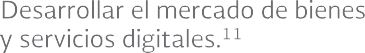 Desarrollar el mercado de bienes
y servicios digitales.¹¹